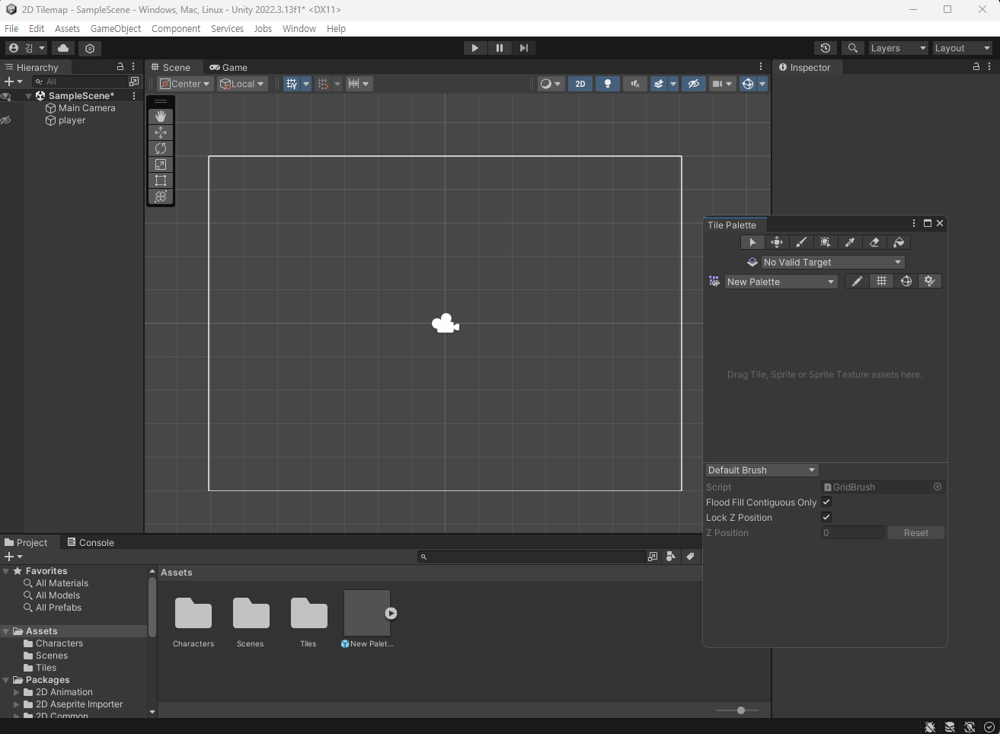 2D Tilemap - SampleScene - Windows, Mac, Linux - Unity 2022.3.13f1* <DX11>
File Edit Assets GameObject Component Services Jobs Window Help
김 Layers Layout
Hierarchy
All
SampleScene*
Main Camera
player
Scene Game
Center Local 2D
Inspector
Tile Palette
No Valid Target
New Palette
Drag Tile, Sprite or Sprite Texture assets here.
Default Brush
Script GridBrush
Flood Fill Contiguous Only
Lock Z Position
Z Position 0 Reset
Project Console
Favorites
All Materials
All Models
All Prefabs
Assets
Characters
Scenes
Tiles
Packages
2D Animation
2D Aseprite Importer
2D Common
Assets
Characters Scenes Tiles New Palet...